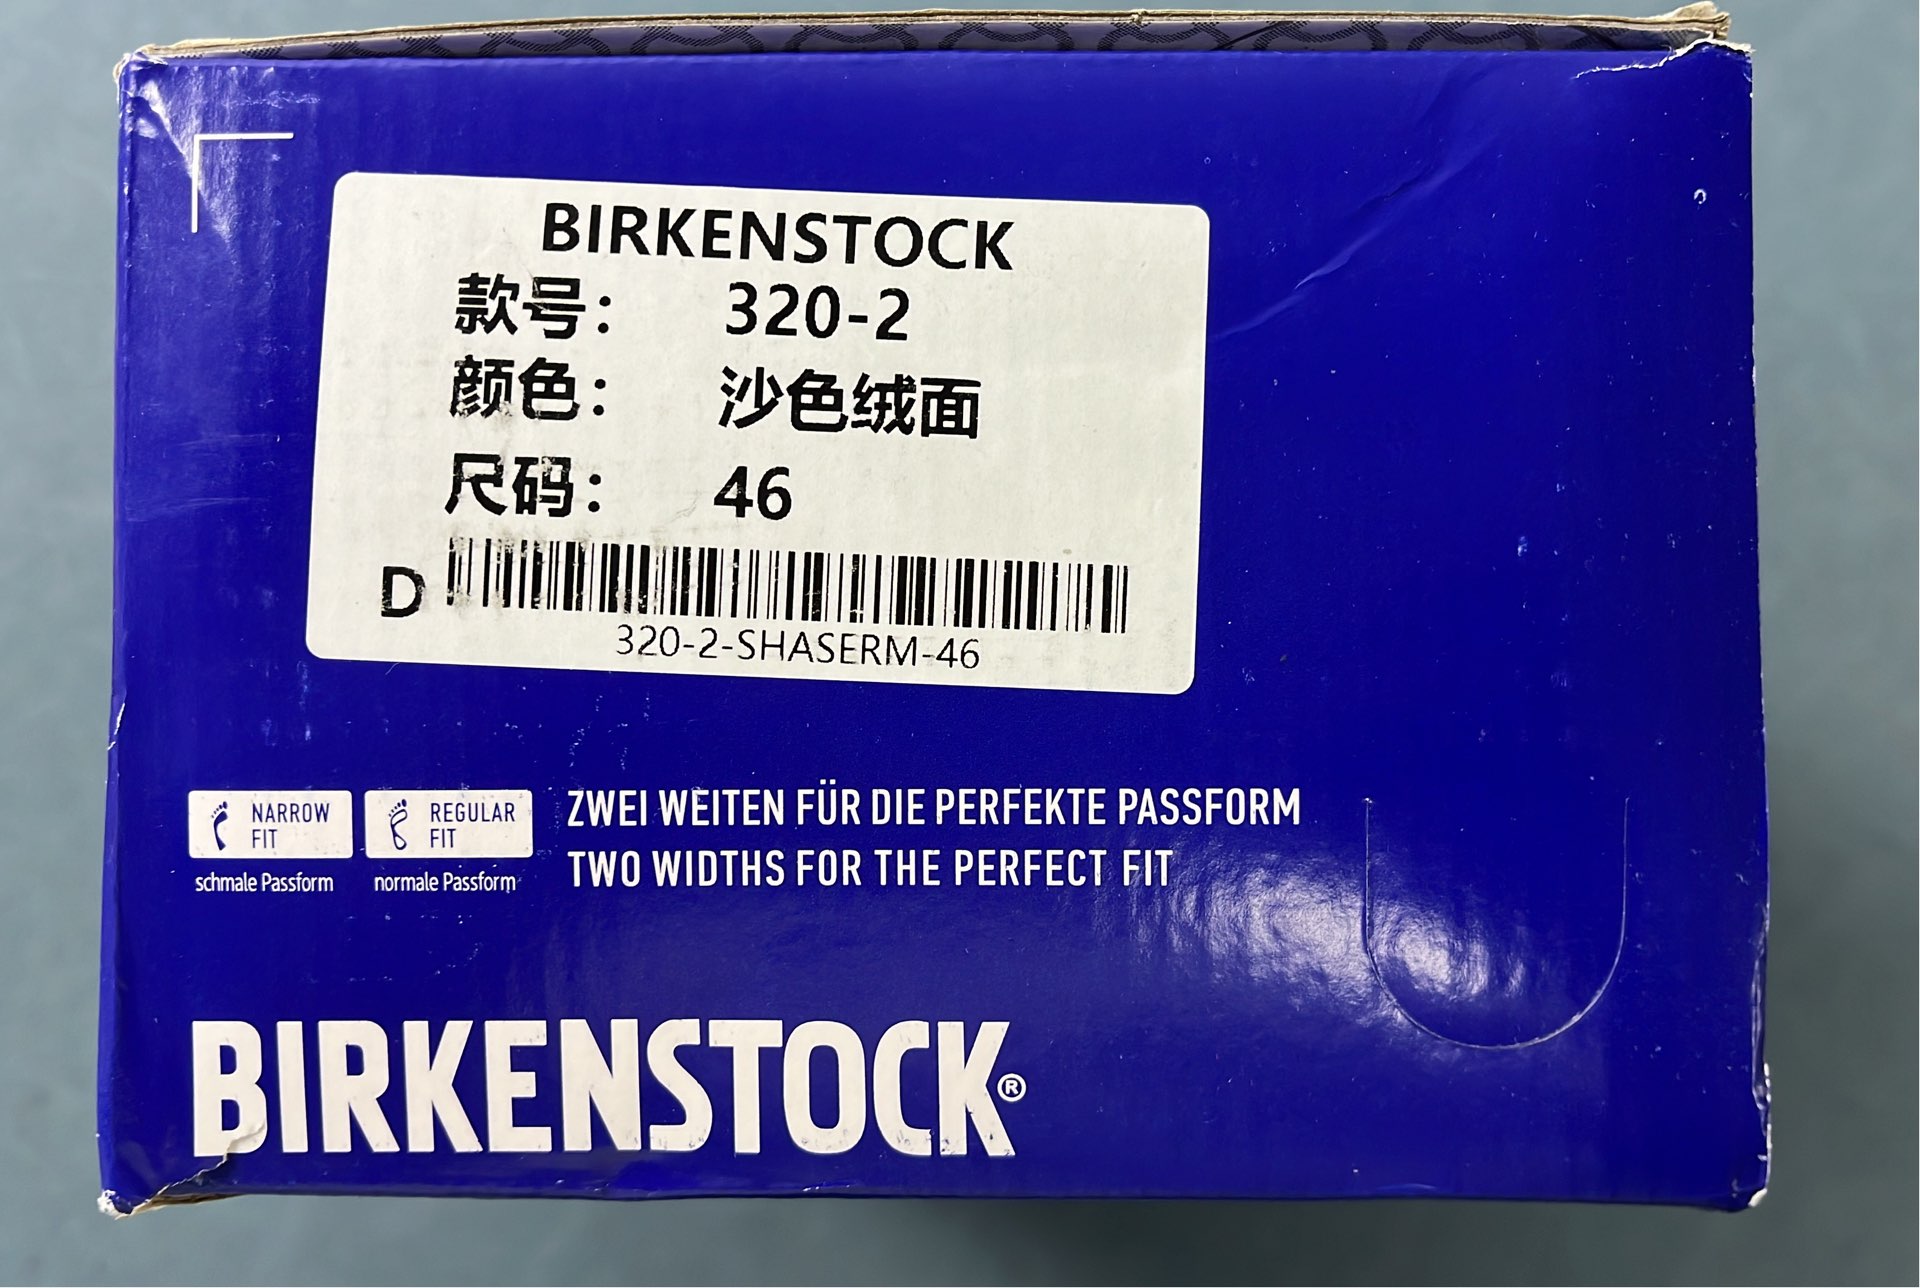 BIRKENSTOCK
款号： 320-2
颜色： 沙色绒面
尺码： 46
D
320-2-SHASERM-46
NARROW FIT
schmale Passform
REGULAR FIT
normale Passform
ZWEI WEITEN FÜR DIE PERFEKTE PASSFORM
TWO WIDTHS FOR THE PERFECT FIT
BIRKENSTOCK®